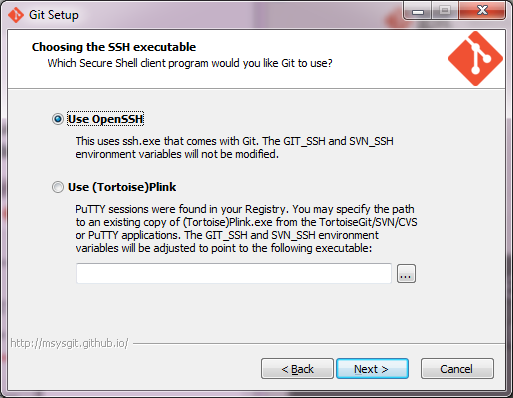 Git Setup
Choosing the SSH executable
Which Secure Shell client program would you like Git to use?
Use OpenSSH
This uses ssh.exe that comes with Git. The GIT_SSH and SVN_SSH
environment variables will not be modified.
Use (Tortoise)Plink
PuTTY sessions were found in your Registry. You may specify the path
to an existing copy of (Tortoise)Plink.exe from the TortoiseGit/SVN/CVS
or PuTTY applications. The GIT_SSH and SVN_SSH environment
variables will be adjusted to point to the following executable:
...
http://msysgit.github.io/
< Back Next > Cancel